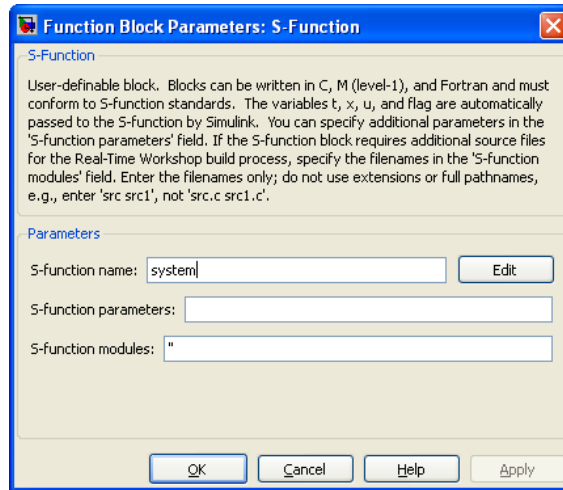 Function Block Parameters: S-Function
S-Function
User-definable block. Blocks can be written in C, M (level-1), and Fortran and must
conform to S-function standards. The variables t, x, u, and flag are automatically
passed to the S-function by Simulink. You can specify additional parameters in the
'S-function parameters' field. If the S-function block requires additional source files
for the Real-Time Workshop build process, specify the filenames in the 'S-function
modules' field. Enter the filenames only; do not use extensions or full pathnames,
e.g., enter 'src src1', not 'src.c src1.c'.
Parameters
S-function name: system Edit
S-function parameters:
S-function modules: ''
OK Cancel Help Apply